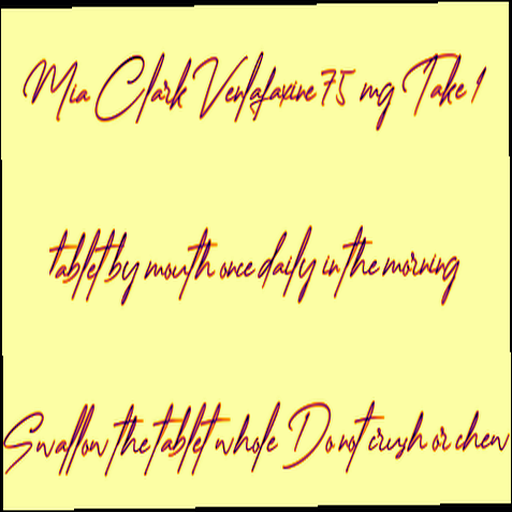 Mia Clark Venlafaxine 75 mg Take 1
tablet by mouth once daily in the morning
Swallow the tablet whole Do not crush or chew